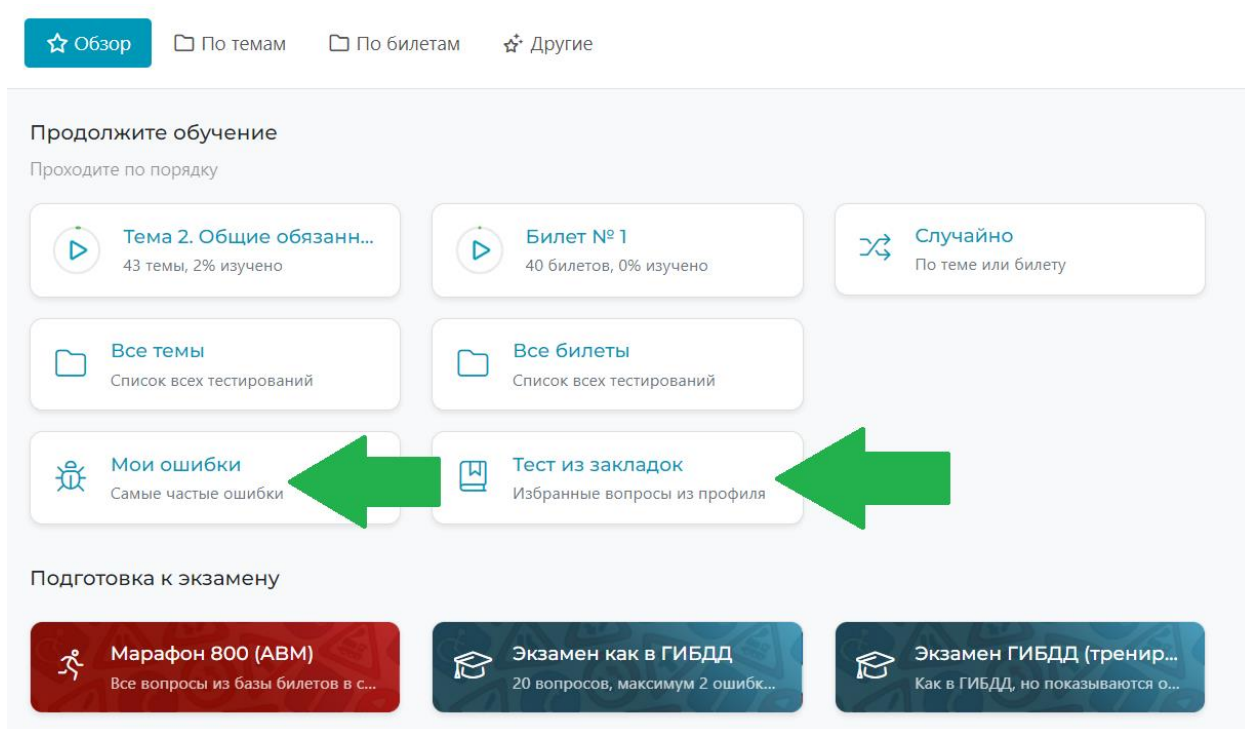 Обзор По темам По билетам Другие
Продолжите обучение
Проходите по порядку
Тема 2. Общие обязанн...
43 темы, 2% изучено
Билет № 1
40 билетов, 0% изучено
Случайно
По теме или билету
Все темы
Список всех тестирований
Все билеты
Список всех тестирований
Мои ошибки
Самые частые ошибки
Тест из закладок
Избранные вопросы из профиля
Подготовка к экзамену
Марафон 800 (АВМ)
Все вопросы из базы билетов в с...
Экзамен как в ГИБДД
20 вопросов, максимум 2 ошибк...
Экзамен ГИБДД (тренир...
Как в ГИБДД, но показываются о...